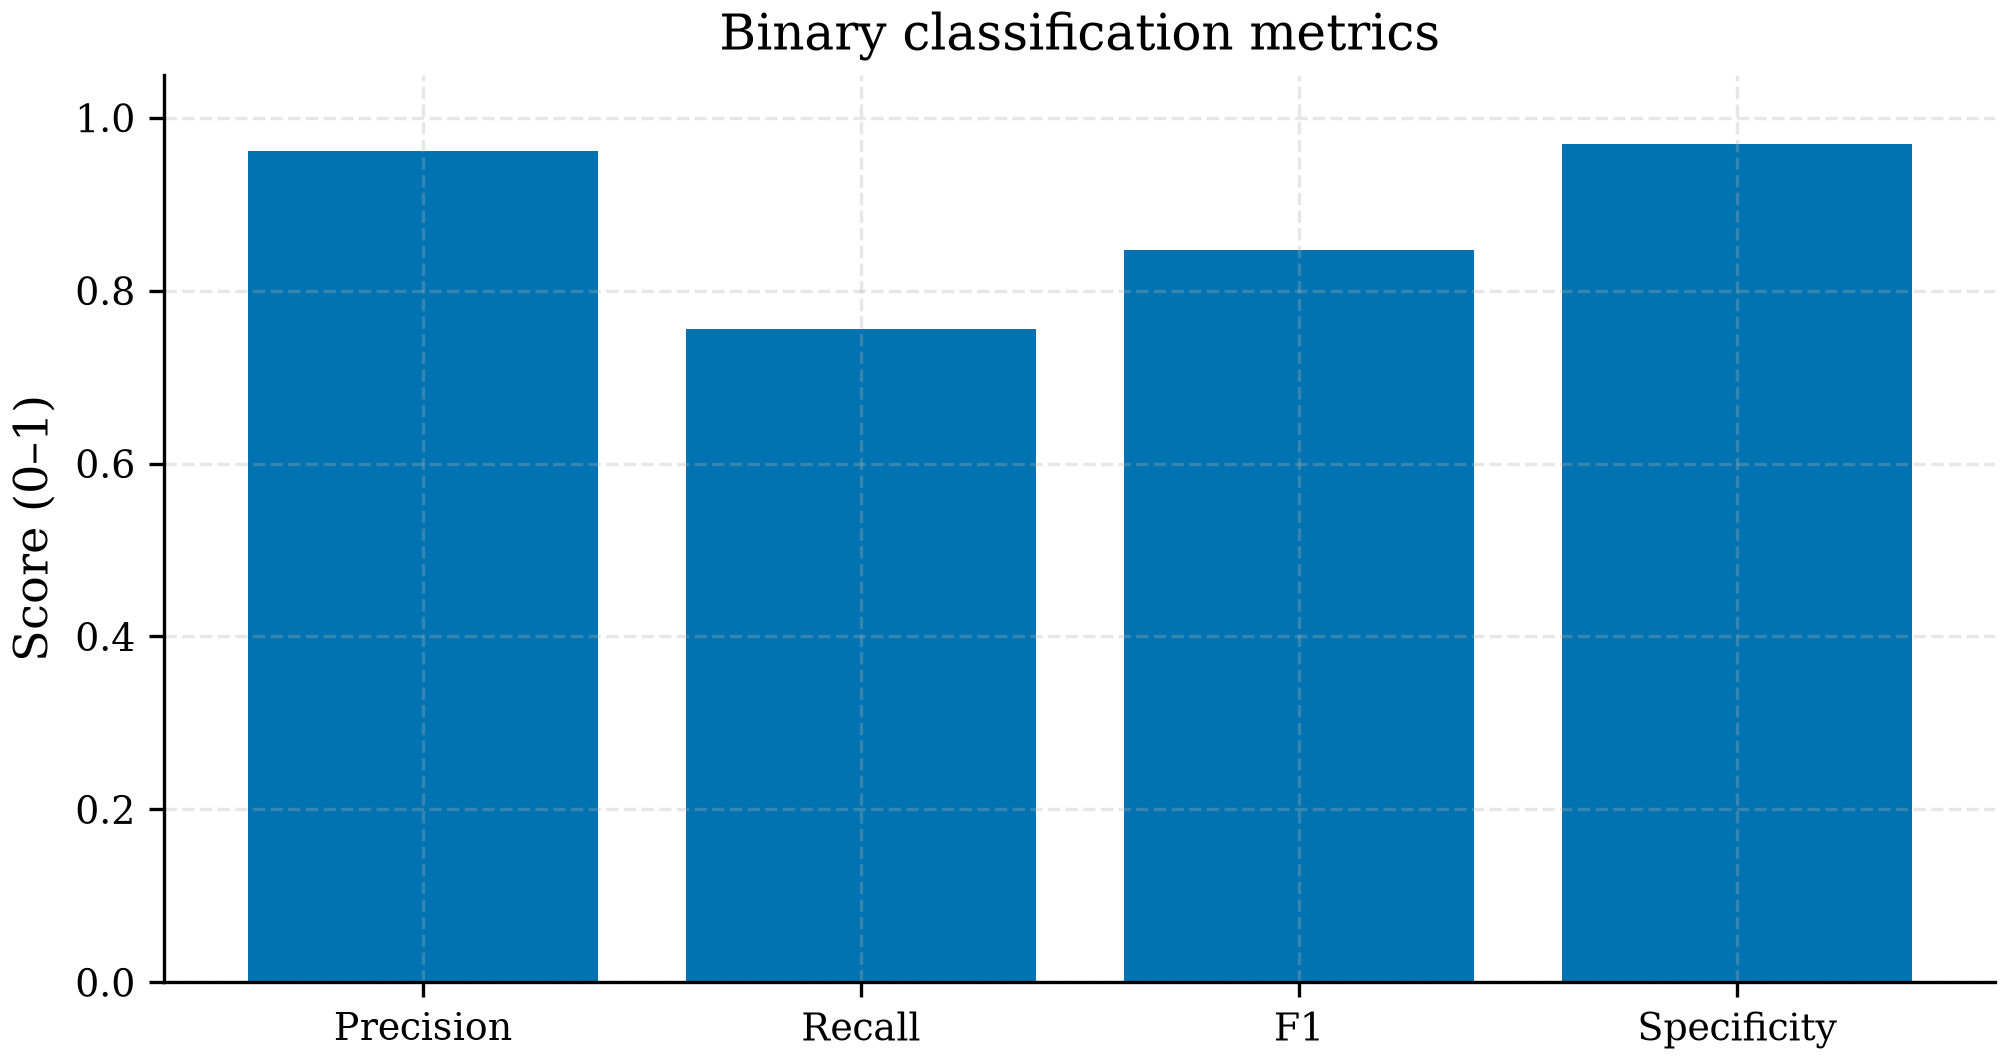 Binary classification metrics
Score (0–1)
1.0
0.8
0.6
0.4
0.2
0.0
Precision
Recall
F1
Specificity